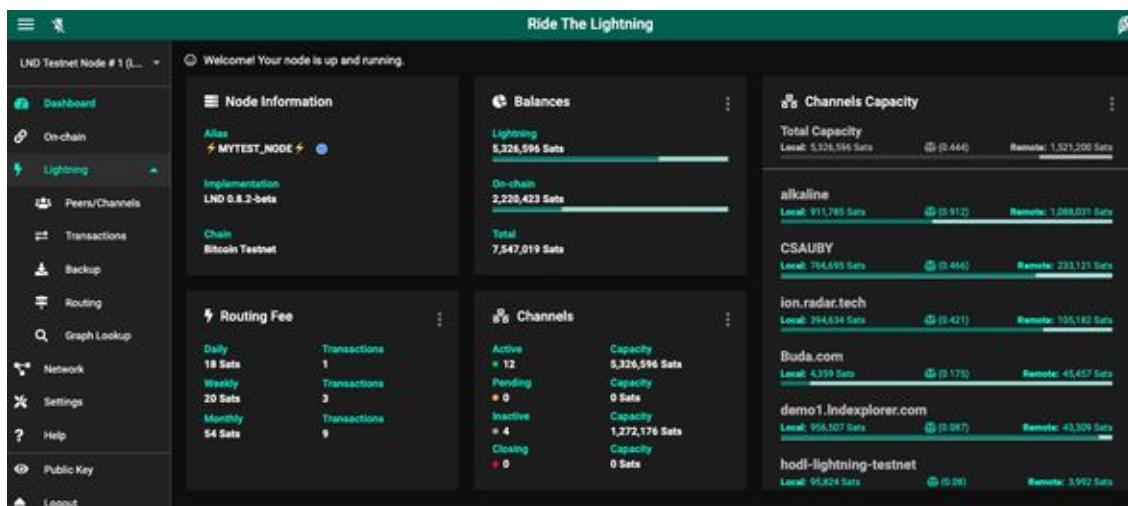 Ride The Lightning
LND Testnet Node # 1 (L...
Dashboard
On-chain
Lightning
Peers/Channels
Transactions
Backup
Routing
Graph Lookup
Network
Settings
Help
Public Key
Logout
Welcome! Your node is up and running.
Node Information
Alias
⚡MYTEST_NODE⚡
Implementation
LND 0.8.2-beta
Chain
Bitcoin Testnet
Balances
Lightning
5,326,596 Sats
On-chain
2,220,423 Sats
Total
7,547,019 Sats
Routing Fee
Daily Transactions
18 Sats 1
Weekly Transactions
20 Sats 3
Monthly Transactions
54 Sats 9
Channels
Active Capacity
12 5,326,596 Sats
Pending Capacity
0 0 Sats
Inactive Capacity
4 1,272,176 Sats
Closing Capacity
0 0 Sats
Channels Capacity
Total Capacity
Local: 5,326,596 Sats (0.444) Remote: 1,521,200 Sats
alkaline
Local: 911,785 Sats (0.912) Remote: 1,088,031 Sats
CSAUBY
Local: 764,695 Sats (0.466) Remote: 233,121 Sats
ion.radar.tech
Local: 394,634 Sats (0.421) Remote: 105,182 Sats
Buda.com
Local: 4,359 Sats (0.175) Remote: 45,457 Sats
demo1.lndexplorer.com
Local: 956,507 Sats (0.087) Remote: 43,309 Sats
hodl-lightning-testnet
Local: 95,824 Sats (0.08) Remote: 3,992 Sats